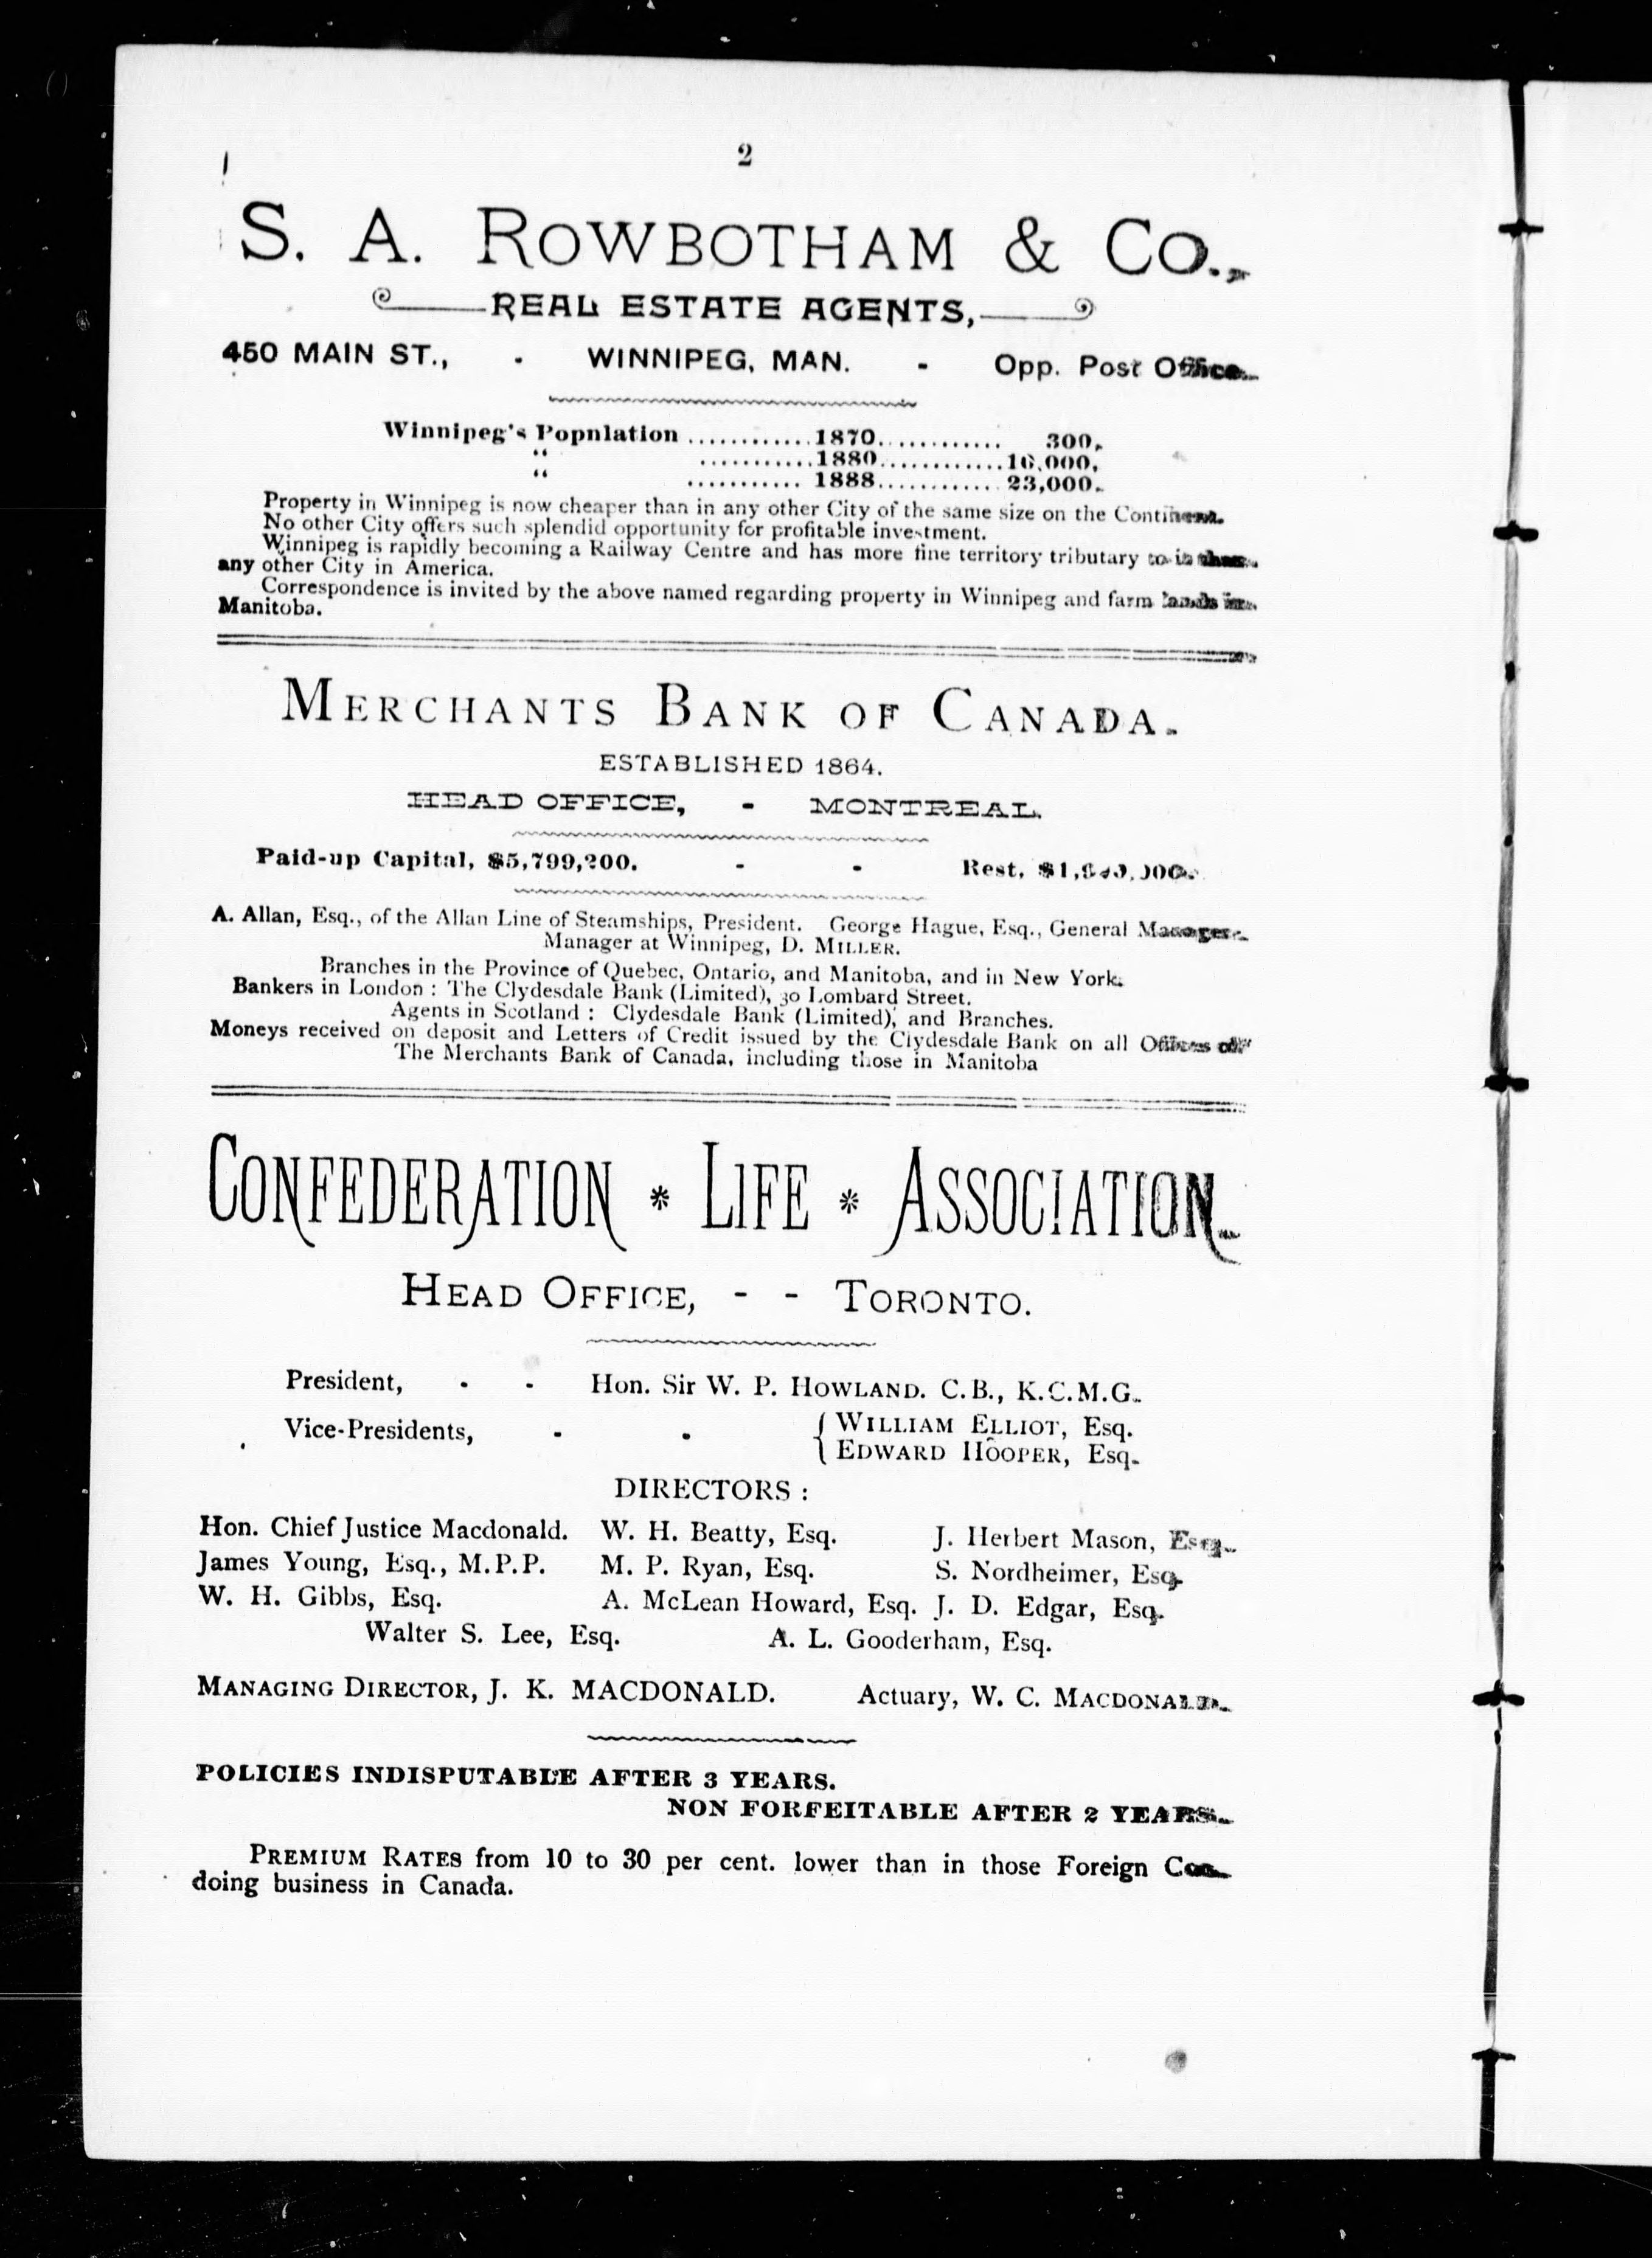 2
S. A. ROWBOTHAM & CO.,
REAL ESTATE AGENTS,
450 MAIN ST., - WINNIPEG, MAN. - Opp. Post Office.
Winnipeg's Popnlation ............1870............ 300.
“ ...........1880............16,000.
“ ........... 1888............ 23,000.
Property in Winnipeg is now cheaper than in any other City of the same size on the Continent.
No other City offers such splendid opportunity for profitable investment.
Winnipeg is rapidly becoming a Railway Centre and has more fine territory tributary to it than
any other City in America.
Correspondence is invited by the above named regarding property in Winnipeg and farm lands in
Manitoba.
MERCHANTS BANK OF CANADA.
ESTABLISHED 1864.
HEAD OFFICE, - MONTREAL.
Paid-up Capital, $5,799,200. - - Rest,
A. Allan, Esq., of the Allan Line of Steamships, President. George Hague, Esq., General Manager.
Manager at Winnipeg, D. MILLER.
Branches in the Province of Quebec, Ontario, and Manitoba, and in New York.
Bankers in London : The Clydesdale Bank (Limited), 30 Lombard Street.
Agents in Scotland : Clydesdale Bank (Limited), and Branches.
Moneys received on deposit and Letters of Credit issued by the Clydesdale Bank on all Offices of
The Merchants Bank of Canada, including those in Manitoba
CONFEDERATION * LIFE * ASSOCIATION.
HEAD OFFICE, - - TORONTO.
President, - - Hon. Sir W. P. HOWLAND. C.B., K.C.M.G.
Vice-Presidents, - - { WILLIAM ELLIOT, Esq.
EDWARD HOOPER, Esq.
DIRECTORS :
Hon. Chief Justice Macdonald. W. H. Beatty, Esq. J. Herbert Mason, Esq.
James Young, Esq., M.P.P. M. P. Ryan, Esq. S. Nordheimer, Esq.
W. H. Gibbs, Esq. A. McLean Howard, Esq. J. D. Edgar, Esq.
Walter S. Lee, Esq. A. L. Gooderham, Esq.
MANAGING DIRECTOR, J. K. MACDONALD. Actuary, W. C. MACDONALD.
POLICIES INDISPUTABLE AFTER 3 YEARS.
NON FORFEITABLE AFTER 2 YEARS.
PREMIUM RATES from 10 to 30 per cent. lower than in those Foreign
doing business in Canada.